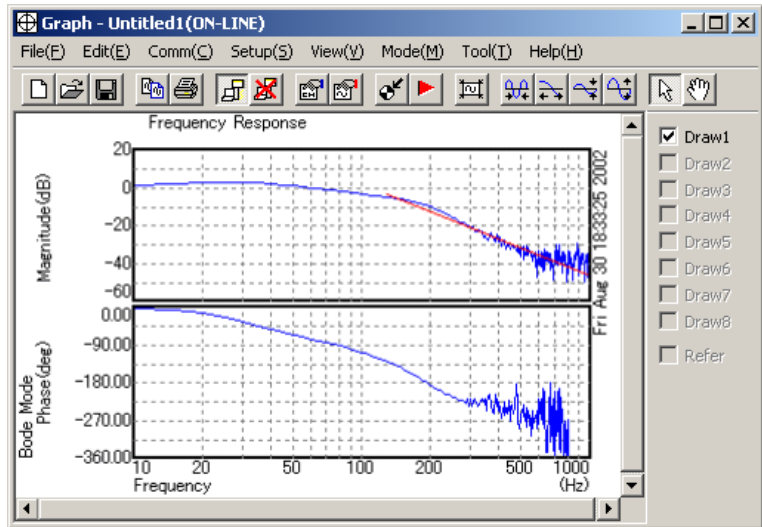 Graph - Untitled1(ON-LINE)
File(F) Edit(E) Comm(C) Setup(S) View(V) Mode(M) Tool(T) Help(H)
Frequency Response
Magnitude(dB)
20
0
-20
-40
-60
Fri Aug 30 18:33:25 2002
Bode Mode
Phase(deg)
0.00
-90.00
-180.00
-270.00
-360.00
10 20 50 100 200 500 1000
Frequency (Hz)
Draw1
Draw2
Draw3
Draw4
Draw5
Draw6
Draw7
Draw8
Refer